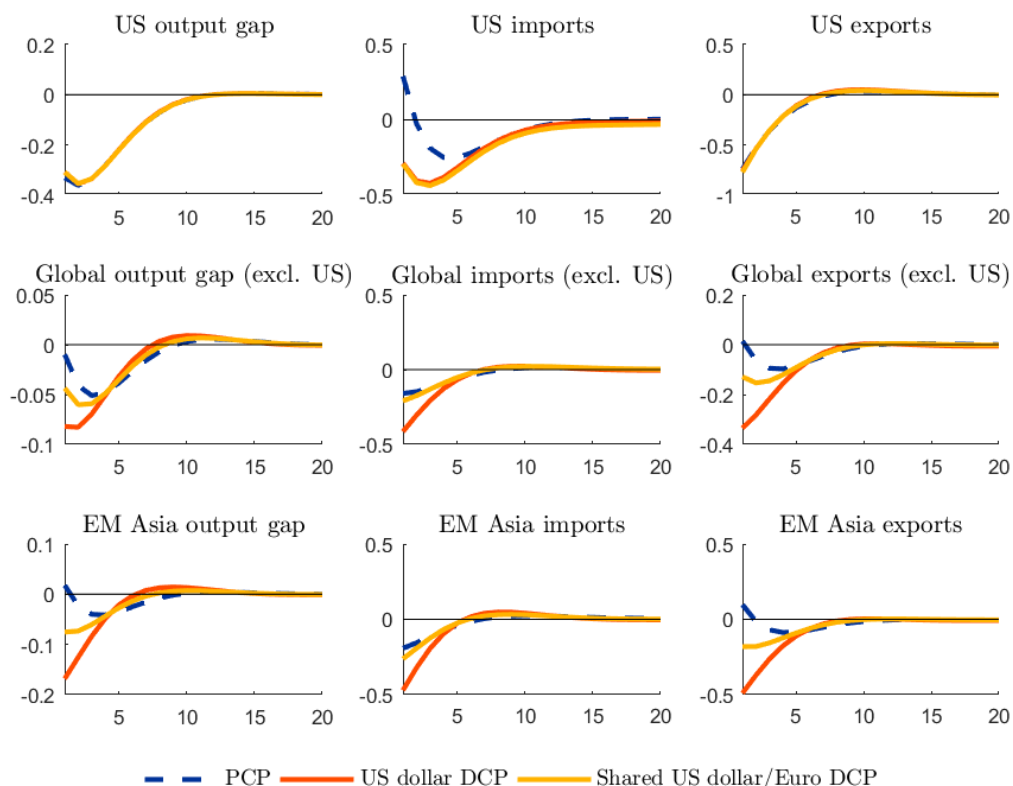 US output gap
US imports
US exports
0.2
0
-0.2
-0.4
5 10 15 20
0.5
0
-0.5
5 10 15 20
0.5
0
-0.5
-1
5 10 15 20
Global output gap (excl. US)
Global imports (excl. US)
Global exports (excl. US)
0.05
0
-0.05
-0.1
5 10 15 20
0.5
0
-0.5
5 10 15 20
0.2
0
-0.2
-0.4
5 10 15 20
EM Asia output gap
EM Asia imports
EM Asia exports
0.1
0
-0.1
-0.2
5 10 15 20
0.5
0
-0.5
5 10 15 20
0.5
0
-0.5
5 10 15 20
PCP
US dollar DCP
Shared US dollar/Euro DCP